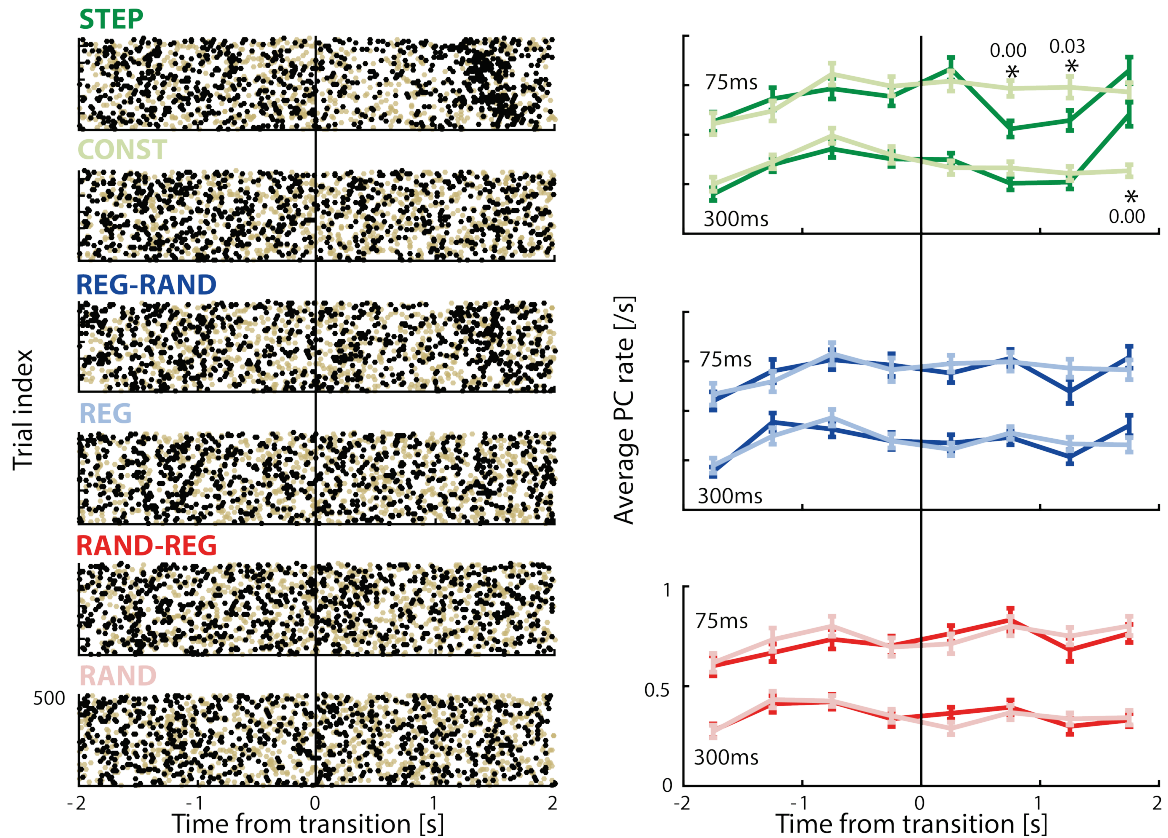 STEP
CONST
REG-RAND
REG
RAND-REG
RAND
Trial index
500
-2
-1
0
1
2
Time from transition [s]
75ms
0.00
*
0.03
*
300ms
*
0.00
75ms
300ms
Average PC rate [/s]
1
75ms
0.5
300ms
0
-2
-1
0
1
2
Time from transition [s]